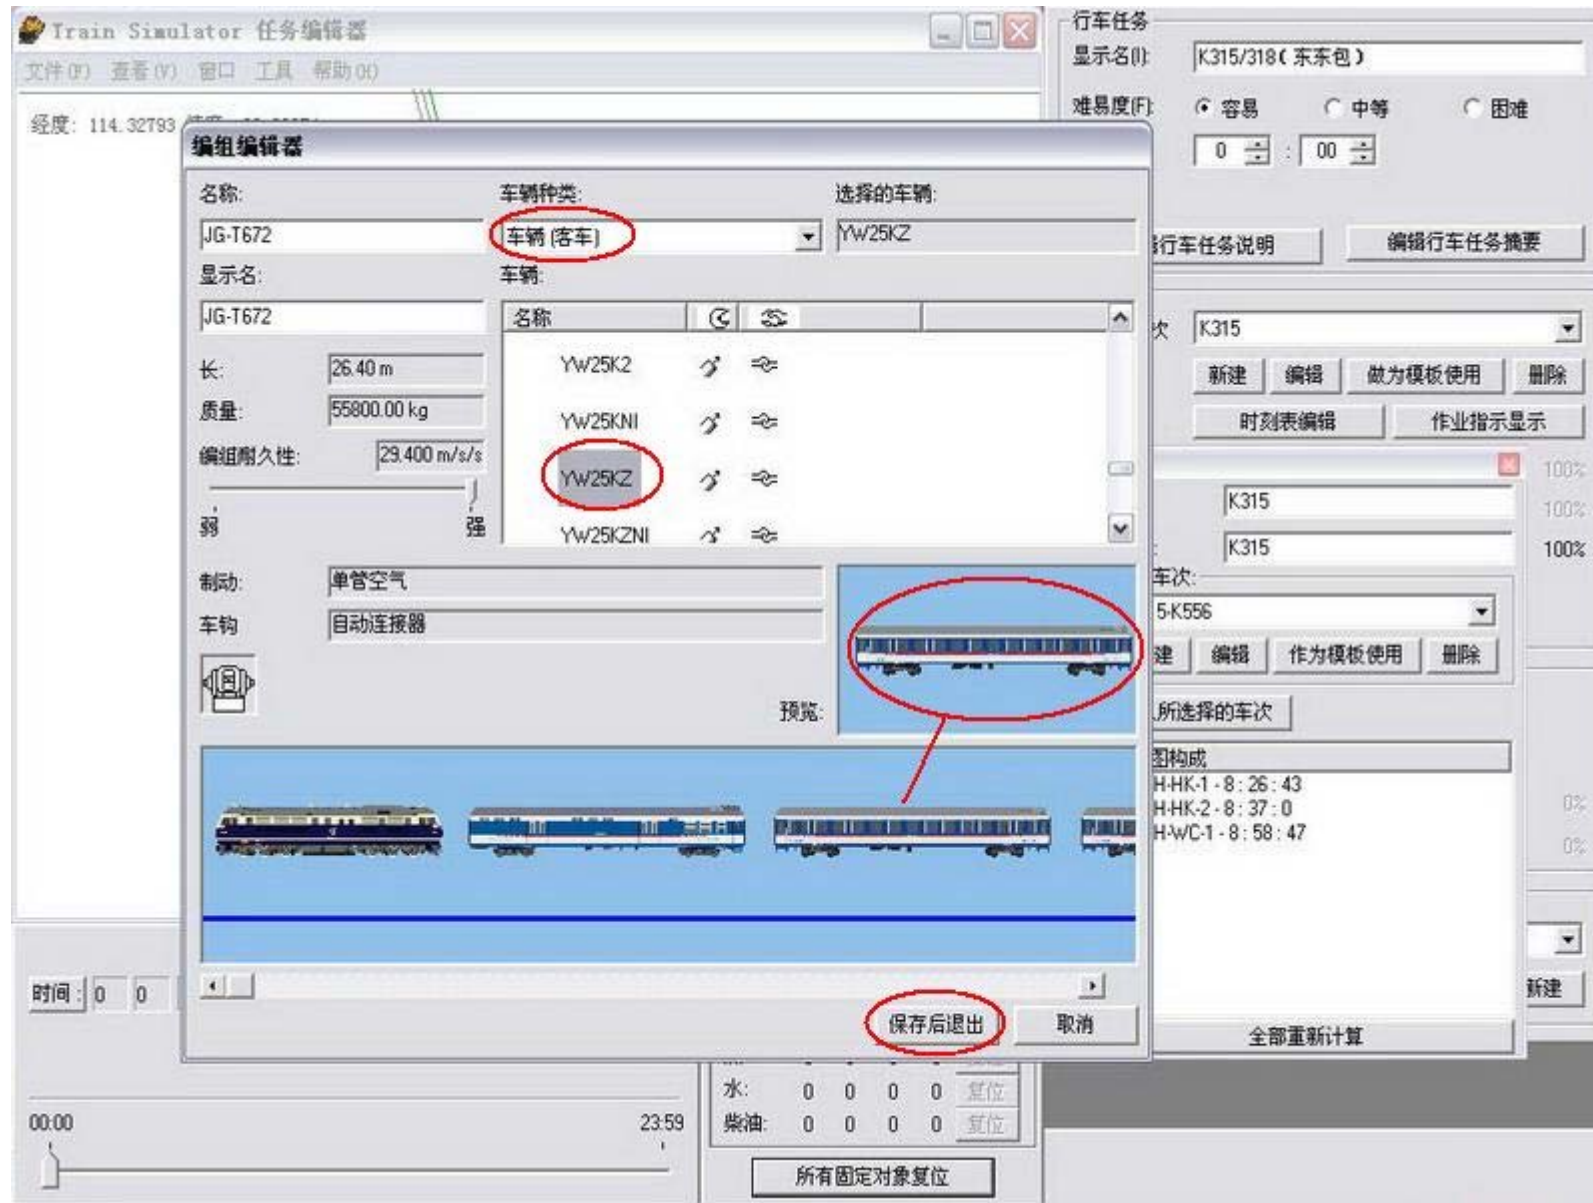 Train Simulator 任务编辑器
文件(F) 查看(V) 窗口 工具 帮助(H)
经度: 114.32793
编组编辑器
名称:
JG-T672
显示名:
JG-T672
长: 26.40 m
质量: 55800.00 kg
编组耐久性: 29.400 m/s/s
弱 强
车辆种类:
车辆 (客车)
选择的车辆:
YW25KZ
车辆:
名称
YW25K2
YW25KNI
YW25KZ
YW25KZNI
制动: 单管空气
车钩 自动连接器
预览:
保存后退出 取消
行车任务
显示名(I): K315/318( 东东包 )
难易度(F): 容易 中等 困难
0 : 00
行车任务说明 编辑行车任务摘要
次 K315
新建 编辑 做为模板使用 删除
时刻表编辑 作业指示显示
100%
100%
100%
K315
K315
车次:
5-K556
建 编辑 作为模板使用 删除
所选择的车次
图构成
H-HK-1 - 8 : 26 : 43
H-HK-2 - 8 : 37 : 0
H-WC-1 - 8 : 58 : 47
0%
0%
新建
全部重新计算
时间 : 0 0
00:00 23:59
水: 0 0 0 0 复位
柴油: 0 0 0 0 复位
所有固定对象复位